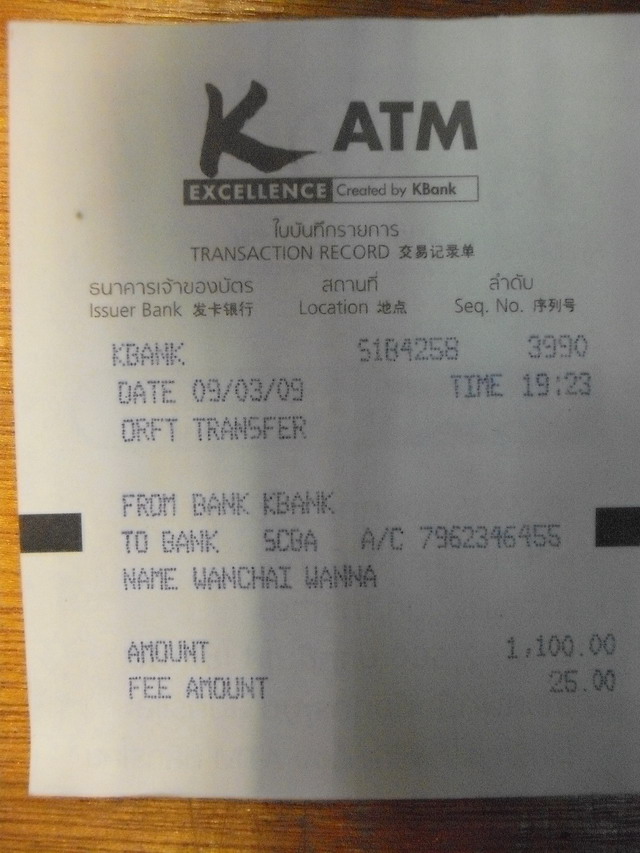 K ATM
EXCELLENCE Created by KBank
ใบบันทึกรายการ
TRANSACTION RECORD 交易记录单
ธนาคารเจ้าของบัตร สถานที่ ลำดับ
Issuer Bank 发卡银行 Location 地点 Seq. No. 序列号
KBANK S1B4258 3990
DATE 09/03/09 TIME 19:23
ORFT TRANSFER
FROM BANK KBANK
TO BANK SCBA A/C 7962346455
NAME WANCHAI WANNA
AMOUNT 1,100.00
FEE AMOUNT 25.00